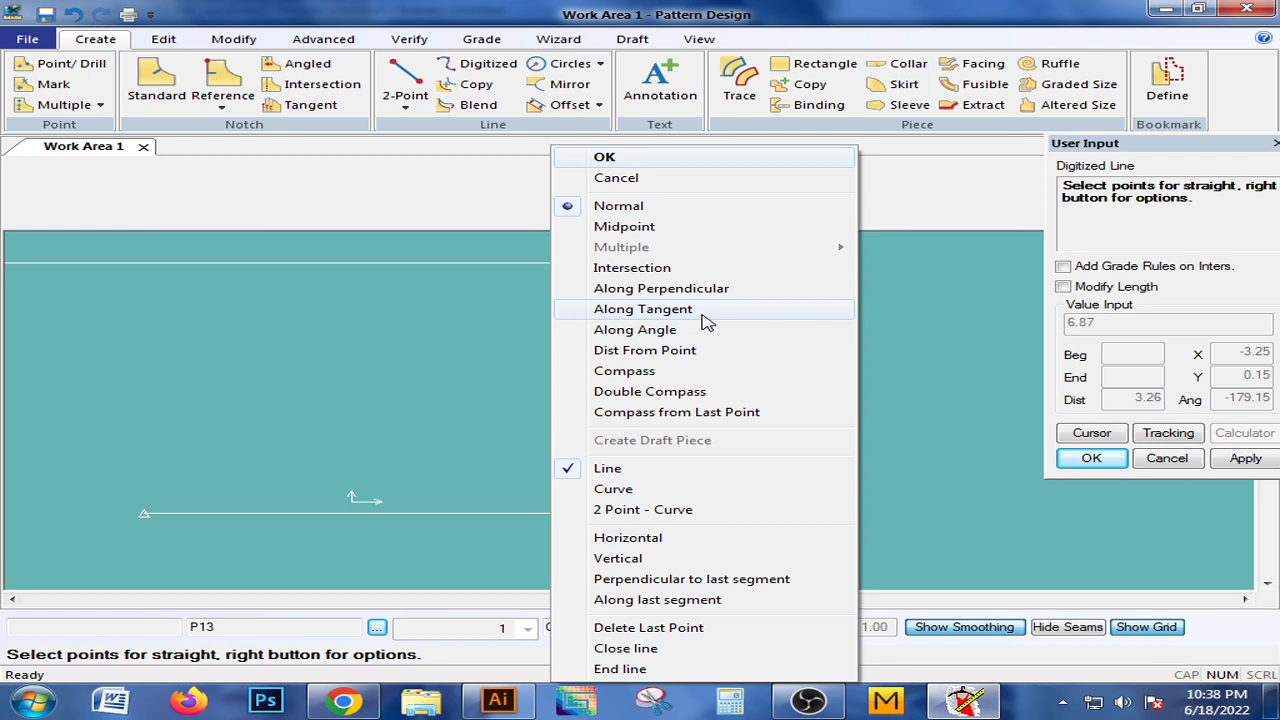 Work Area 1 - Pattern Design
File Create Edit Modify Advanced Verify Grade Wizard Draft View
Point/ Drill
Mark
Multiple
Point
Standard
Reference
Angled
Intersection
Tangent
Notch
2-Point
Digitized
Copy
Blend
Circles
Mirror
Offset
Line
Annotation
Text
Trace
Rectangle
Copy
Binding
Collar
Skirt
Sleeve
Facing
Fusible
Extract
Ruffle
Graded Size
Altered Size
Piece
Define
Bookmark
Work Area 1
OK
Cancel
Normal
Midpoint
Multiple
Intersection
Along Perpendicular
Along Tangent
Along Angle
Dist From Point
Compass
Double Compass
Compass from Last Point
Create Draft Piece
Line
Curve
2 Point - Curve
Horizontal
Vertical
Perpendicular to last segment
Along last segment
Delete Last Point
Close line
End line
User Input
Digitized Line
Select points for straight, right
button for options.
Add Grade Rules on Inters.
Modify Length
Value Input
6.87
Beg X -3.25
End Y 0.15
Dist 3.26 Ang -179.15
Cursor Tracking Calculator
OK Cancel Apply
P13 ... 1 1.00 Show Smoothing Hide Seams Show Grid
Select points for straight, right button for options.
Ready CAP NUM SCRL
W Ps Ai M
10:38 PM
6/18/2022